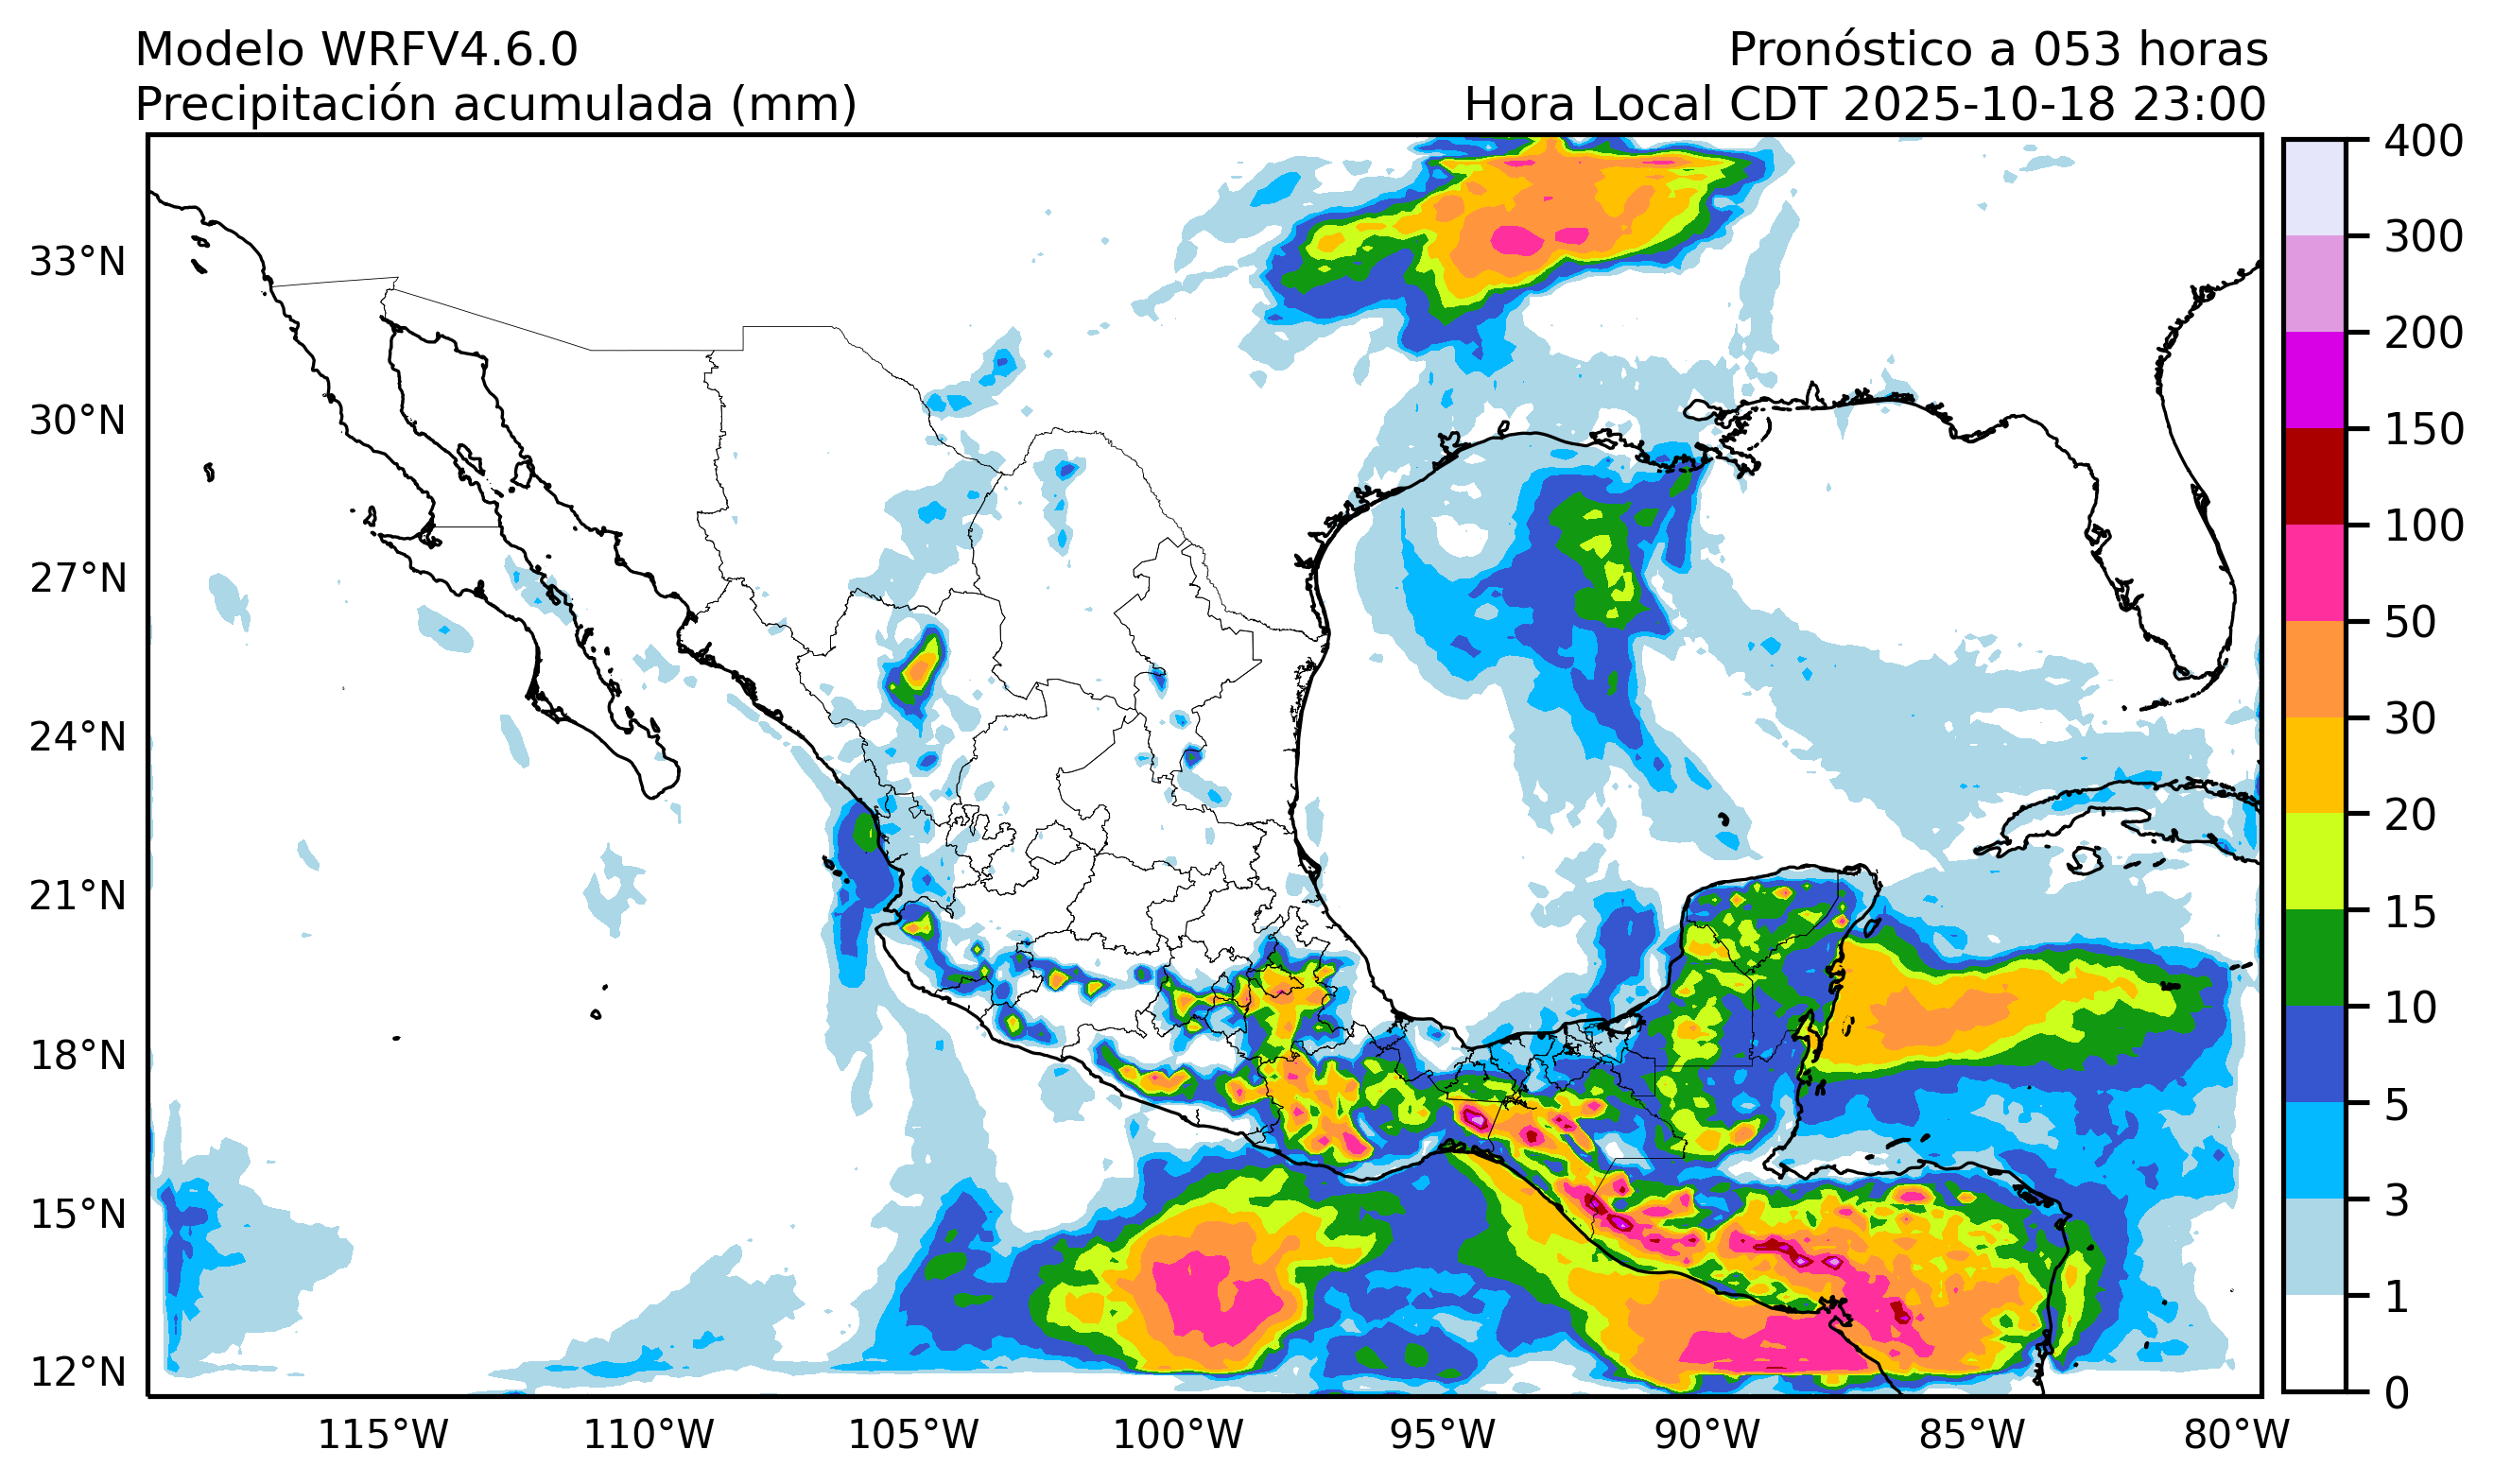 Modelo WRFV4.6.0
Pronóstico a 053 horas
Precipitación acumulada (mm)
Hora Local CDT 2025-10-18 23:00
33°N
30°N
27°N
24°N
21°N
18°N
15°N
12°N
115°W
110°W
105°W
100°W
95°W
90°W
85°W
80°W
400
300
200
150
100
50
30
20
15
10
5
3
1
0